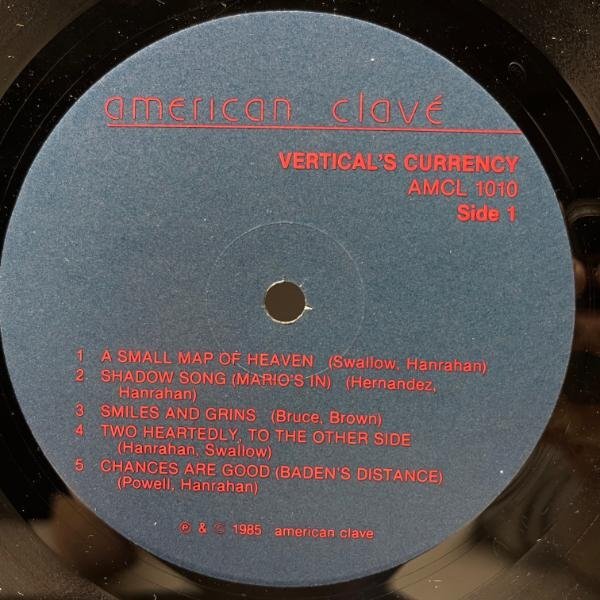 american clavé
VERTICAL'S CURRENCY
AMCL 1010
Side 1
1 A SMALL MAP OF HEAVEN (Swallow, Hanrahan)
2 SHADOW SONG (MARIO'S IN) (Hernandez,
Hanrahan)
3 SMILES AND GRINS (Bruce, Brown)
4 TWO HEARTEDLY, TO THE OTHER SIDE
(Hanrahan, Swallow)
5 CHANCES ARE GOOD (BADEN'S DISTANCE)
(Powell, Hanrahan)
℗ & © 1985 american clave